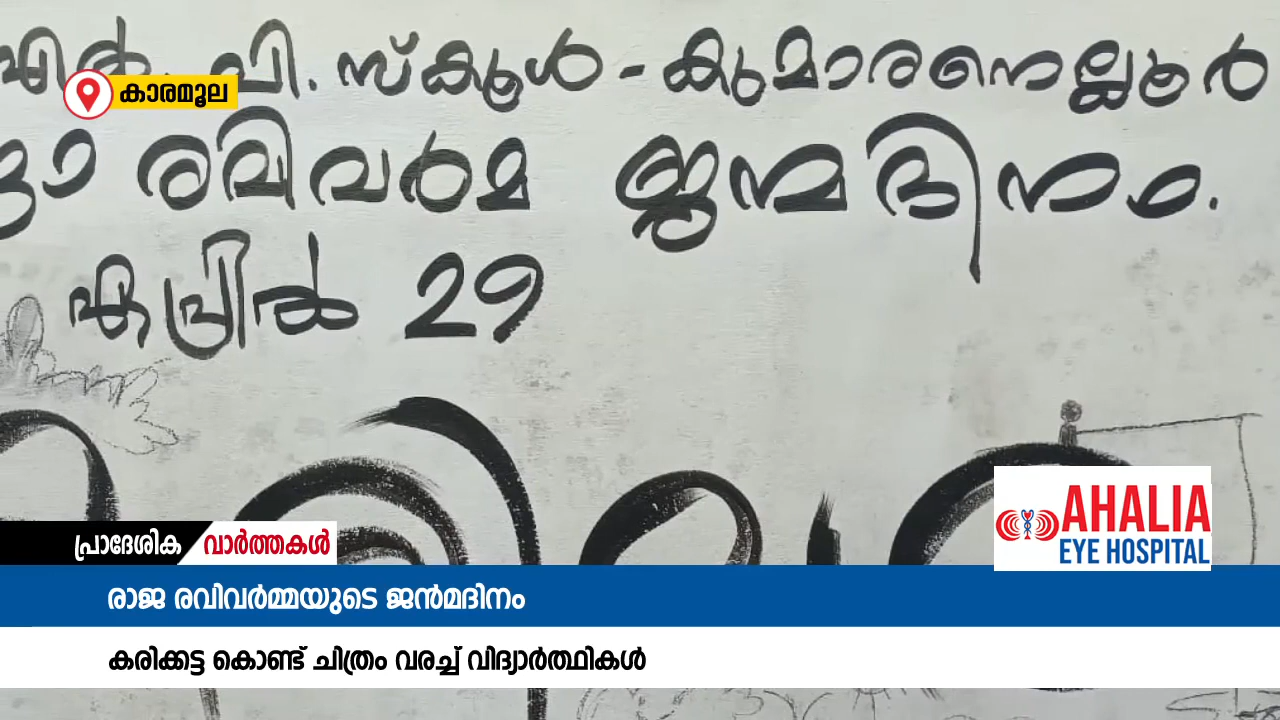 എൽ. പി. സ്കൂൾ - കുമാരനെല്ലൂർ
കാരമൂല
രവിവർമ ജന്മദിനം.
ഏപ്രിൽ 29
പ്രാദേശിക വാർത്തകൾ
AHALIA
EYE HOSPITAL
രാജ രവിവർമ്മയുടെ ജൻമദിനം
കരിക്കട്ട കൊണ്ട് ചിത്രം വരച്ച് വിദ്യാർത്ഥികൾ